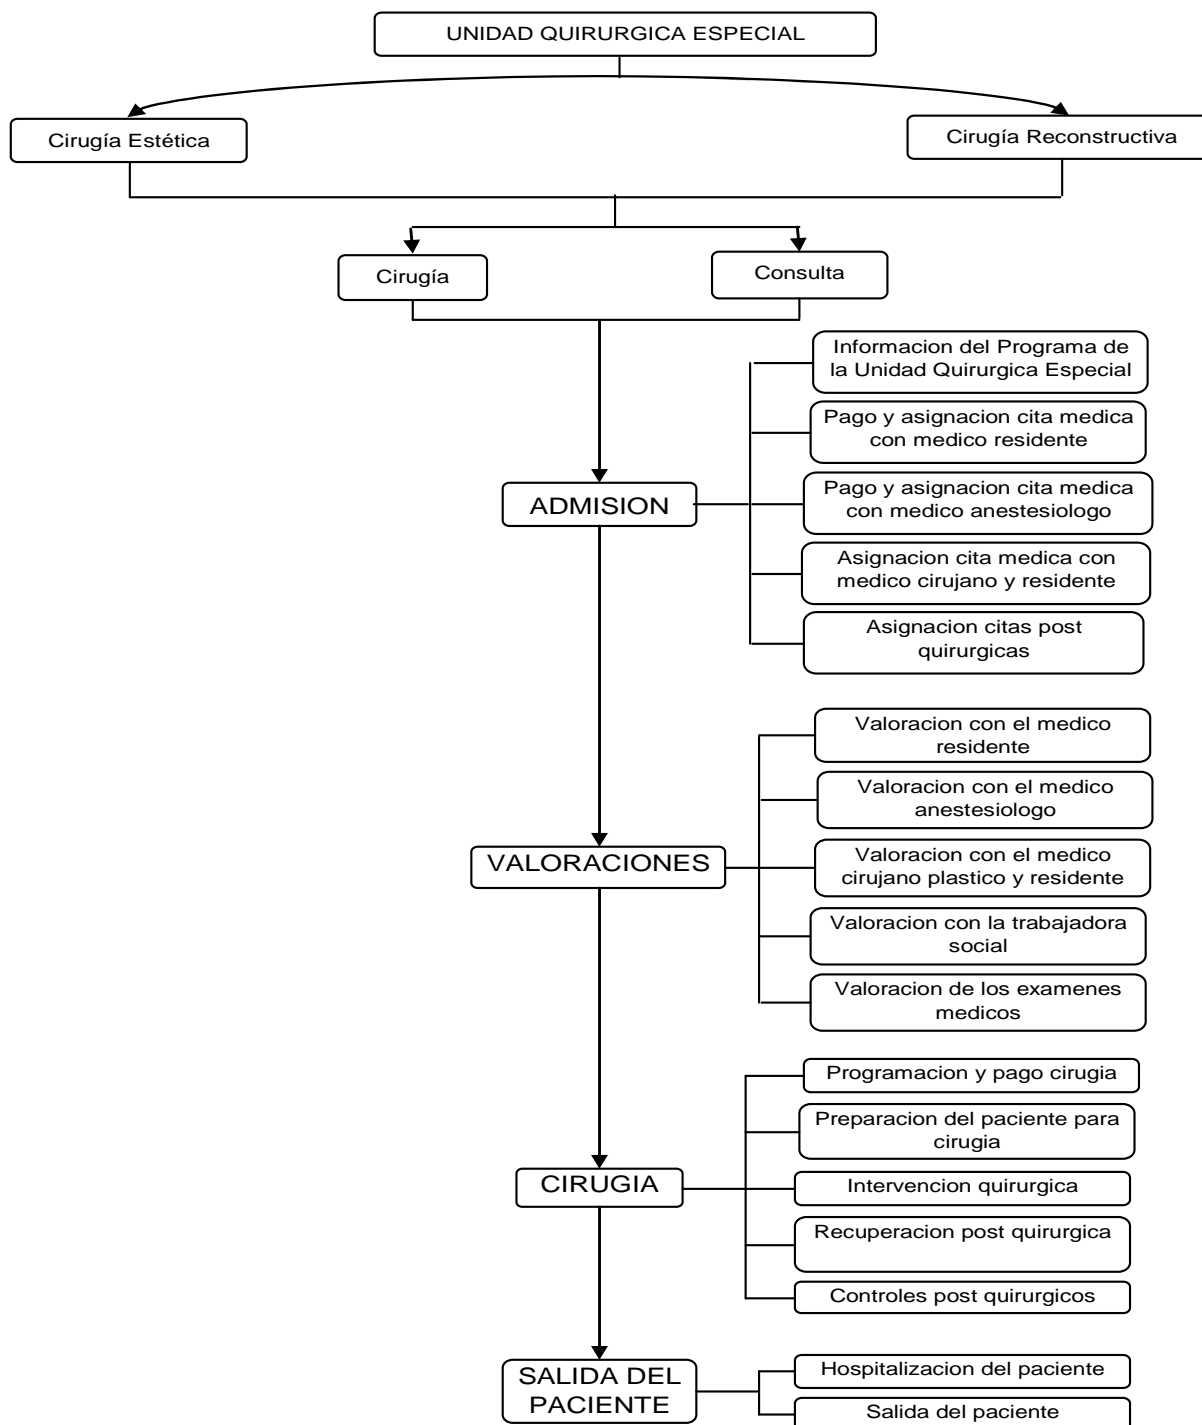 UNIDAD QUIRURGICA ESPECIAL
Cirugía Estética
Cirugía Reconstructiva
Cirugía
Consulta
Informacion del Programa de
la Unidad Quirurgica Especial
Pago y asignacion cita medica
con medico residente
ADMISION
Pago y asignacion cita medica
con medico anestesiologo
Asignacion cita medica con
medico cirujano y residente
Asignacion citas post
quirurgicas
Valoracion con el medico
residente
Valoracion con el medico
anestesiologo
VALORACIONES
Valoracion con el medico
cirujano plastico y residente
Valoracion con la trabajadora
social
Valoracion de los examenes
medicos
Programacion y pago cirugia
Preparacion del paciente para
cirugia
CIRUGIA
Intervencion quirurgica
Recuperacion post quirurgica
Controles post quirurgicos
SALIDA DEL
PACIENTE
Hospitalizacion del paciente
Salida del paciente